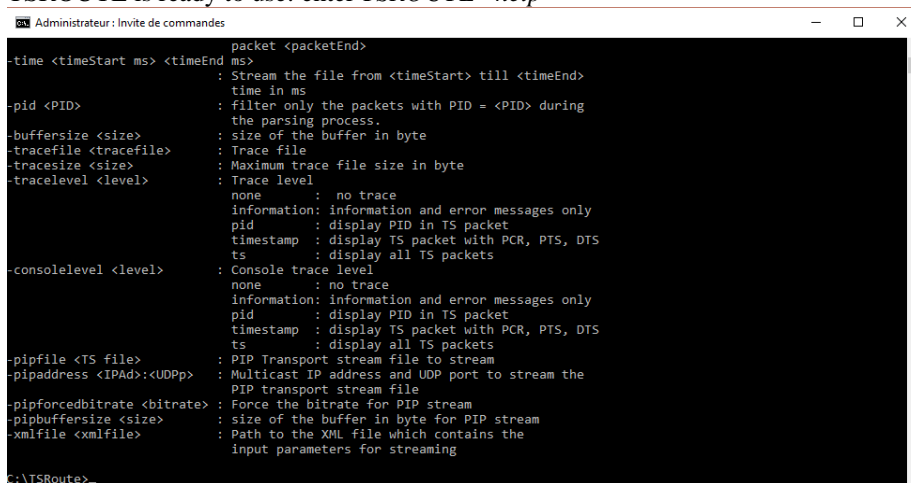 Administrateur : Invite de commandes
packet <packetEnd>
-time <timeStart ms> <timeEnd ms>
: Stream the file from <timeStart> till <timeEnd>
time in ms
-pid <PID> : filter only the packets with PID = <PID> during
the parsing process.
-buffersize <size> : size of the buffer in byte
-tracefile <tracefile> : Trace file
-tracesize <size> : Maximum trace file size in byte
-tracelevel <level> : Trace level
none : no trace
information: information and error messages only
pid : display PID in TS packet
timestamp : display TS packet with PCR, PTS, DTS
ts : display all TS packets
-consolelevel <level> : Console trace level
none : no trace
information: information and error messages only
pid : display PID in TS packet
timestamp : display TS packet with PCR, PTS, DTS
ts : display all TS packets
-pipfile <TS file> : PIP Transport stream file to stream
-pipaddress <IPAd>:<UDPp> : Multicast IP address and UDP port to stream the
PIP transport stream file
-pipforcedbitrate <bitrate> : Force the bitrate for PIP stream
-pipbuffersize <size> : size of the buffer in byte for PIP stream
-xmlfile <xmlfile> : Path to the XML file which contains the
input parameters for streaming
C:\TSRoute>_